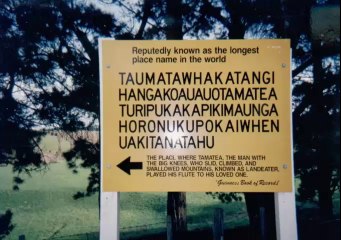 Reputedly known as the longest
place name in the world
TAUMATAWHAKATANGI
HANGAKOAUAUOTAMATEA
TURIPUKAKAPIKIMAUNGA
HORONUKUPOKAIWHEN
UAKITANATAHU
THE PLACE WHERE TAMATEA, THE MAN WITH
THE BIG KNEES, WHO SLID, CLIMBED, AND
SWALLOWED MOUNTAINS, KNOWN AS LANDEATER,
PLAYED HIS FLUTE TO HIS LOVED ONE.
'Guinness Book of Records'